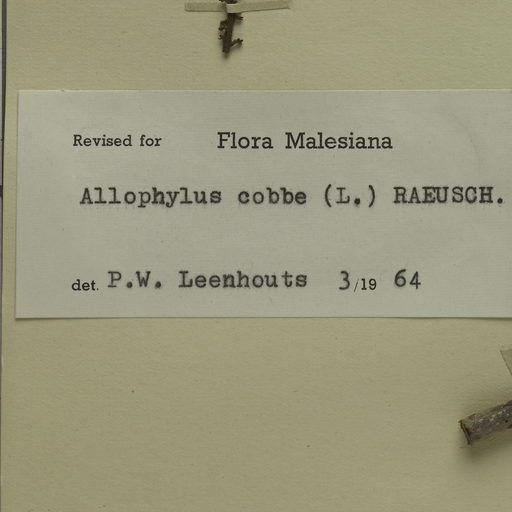 Revised for Flora Malesiana
Allophylus cobbe (L.) RAEUSCH.
det. P.W. Leenhouts 3/19 64